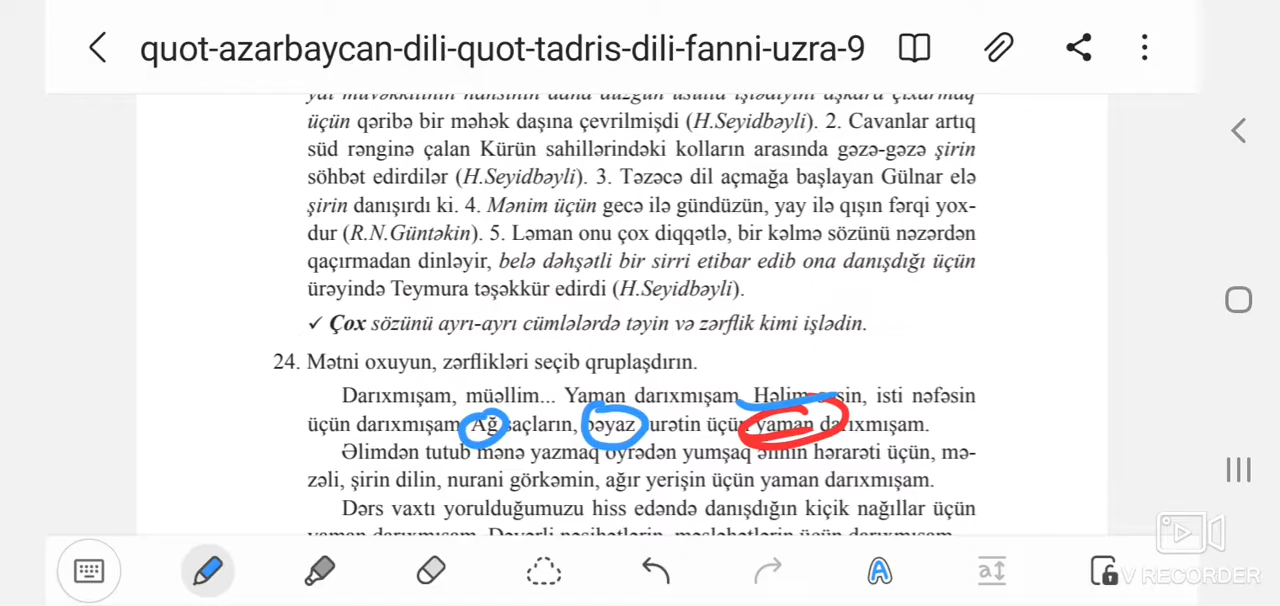 quot-azarbaycan-dili-quot-tadris-dili-fanni-uzra-9
üçün qəribə bir məhək daşına çevrilmişdi (H.Seyidbəyli). 2. Cavanlar artıq
süd rənginə çalan Kürün sahillərindəki kolların arasında gəzə-gəzə şirin
söhbət edirdilər (H.Seyidbəyli). 3. Təzəcə dil açmağa başlayan Gülnar elə
şirin danışırdı ki. 4. Mənim üçün gecə ilə gündüzün, yay ilə qışın fərqi yox-
dur (R.N.Güntəkin). 5. Ləman onu çox diqqətlə, bir kəlmə sözünü nəzərdən
qaçırmadan dinləyir, belə dəhşətli bir sirri etibar edib ona danışdığı üçün
ürəyində Teymura təşəkkür edirdi (H.Seyidbəyli).
✓ Çox sözünü ayrı-ayrı cümlələrdə təyin və zərflik kimi işlədin.
24. Mətni oxuyun, zərflikləri seçib qruplaşdırın.
Darıxmışam, müəllim... Yaman darıxmışam. Həlim səsin, isti nəfəsin
üçün darıxmışam. Ağ saçların, bəyaz surətin üçün yaman darıxmışam.
Əlimdən tutub mənə yazmaq öyrədən yumşaq əlinin hərarəti üçün, mə-
zəli, şirin dilin, nurani görkəmin, ağır yerişin üçün yaman darıxmışam.
Dərs vaxtı yorulduğumuzu hiss edəndə danışdığın kiçik nağıllar üçün
yaman darıxmışam. Dəyərli nəsihətlərin, məsləhətlərin üçün darıxmışam.
V RECORDER